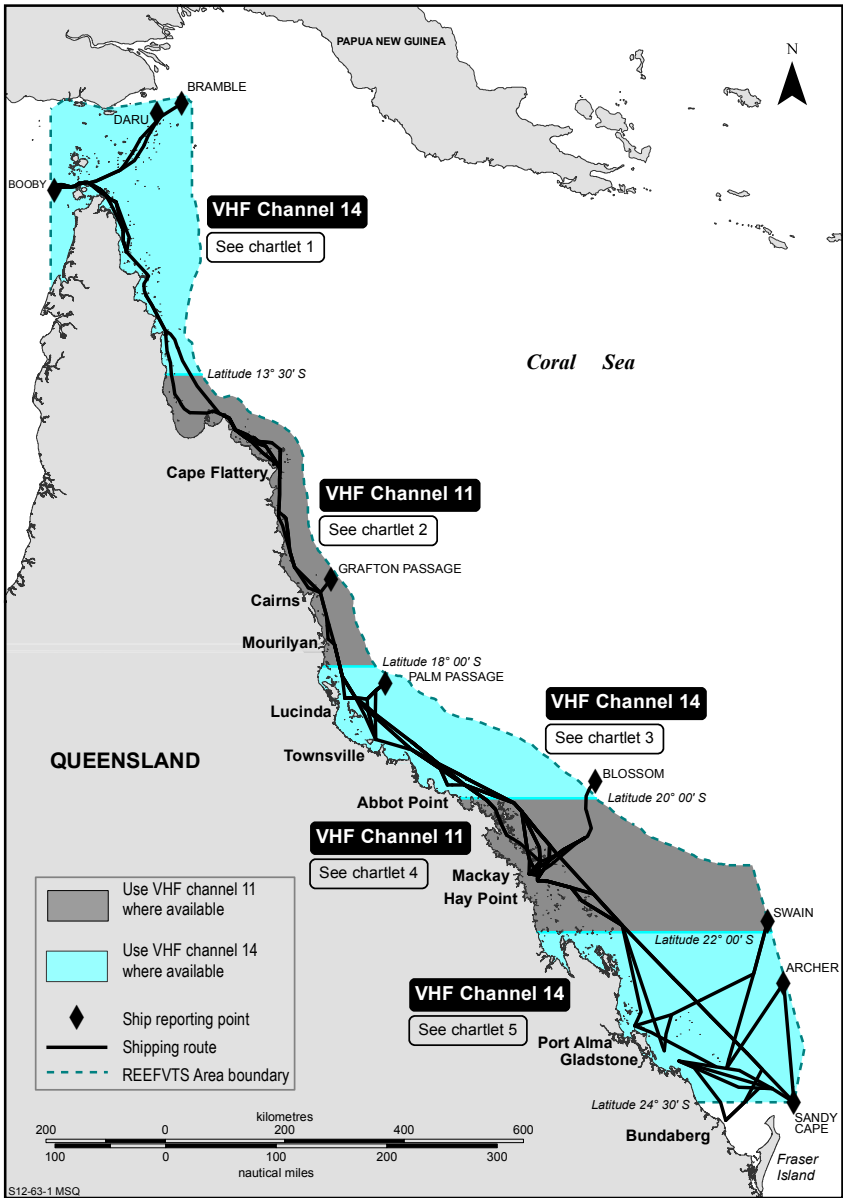 PAPUA NEW GUINEA
N
BRAMBLE
DARU
BOOBY
VHF Channel 14
See chartlet 1
Coral Sea
Latitude 13° 30' S
Cape Flattery
VHF Channel 11
See chartlet 2
GRAFTON PASSAGE
Cairns
Mourilyan
Latitude 18° 00' S
PALM PASSAGE
Lucinda
VHF Channel 14
See chartlet 3
Townsville
QUEENSLAND
BLOSSOM
Latitude 20° 00' S
Abbot Point
VHF Channel 11
See chartlet 4
Mackay
Hay Point
SWAIN
Latitude 22° 00' S
ARCHER
VHF Channel 14
See chartlet 5
Port Alma
Gladstone
Latitude 24° 30' S
SANDY
CAPE
Bundaberg
Fraser
Island
Use VHF channel 11
where available
Use VHF channel 14
where available
Ship reporting point
Shipping route
REEFVTS Area boundary
kilometres
200 0 200 400 600
100 0 100 200 300
nautical miles
S12-63-1 MSQ